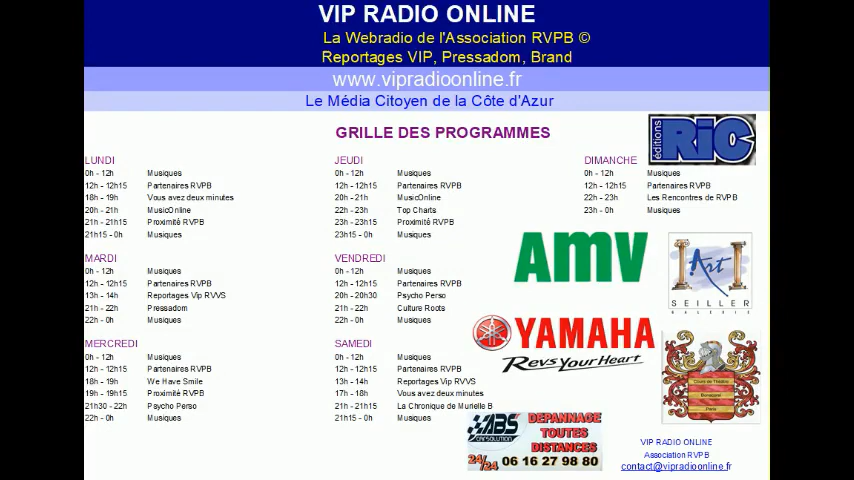 VIP RADIO ONLINE
La Webradio de l'Association RVPB ©
Reportages VIP, Pressadom, Brand
www.vipradioonline.fr
Le Média Citoyen de la Côte d'Azur
GRILLE DES PROGRAMMES
LUNDI
0h - 12h Musiques
12h - 12h15 Partenaires RVPB
18h - 19h Vous avez deux minutes
20h - 21h MusicOnline
21h - 21h15 Proximité RVPB
21h15 - 0h Musiques
MARDI
0h - 12h Musiques
12h - 12h15 Partenaires RVPB
13h - 14h Reportages Vip RVVS
21h - 22h Pressadom
22h - 0h Musiques
MERCREDI
0h - 12h Musiques
12h - 12h15 Partenaires RVPB
18h - 19h We Have Smile
19h - 19h15 Proximité RVPB
21h30 - 22h Psycho Perso
22h - 0h Musiques
JEUDI
0h - 12h Musiques
12h - 12h15 Partenaires RVPB
20h - 21h MusicOnline
22h - 23h Top Charts
23h - 23h15 Proximité RVPB
23h15 - 0h Musiques
VENDREDI
0h - 12h Musiques
12h - 12h15 Partenaires RVPB
20h - 20h30 Psycho Perso
21h - 22h Culture Roots
22h - 0h Musiques
SAMEDI
0h - 12h Musiques
12h - 12h15 Partenaires RVPB
13h - 14h Reportages Vip RVVS
17h - 18h Vous avez deux minutes
21h - 21h15 La Chronique de Murielle B
21h15 - 0h Musiques
DIMANCHE
0h - 12h Musiques
12h - 12h15 Partenaires RVPB
22h - 23h Les Rencontres de RVPB
23h - 0h Musiques
éditions RIC
AMV
Art
SEILLER
GALERIE
YAMAHA
Revs Your Heart
Cours de Théâtre
Paris
ABS
CAR SOLUTION
DEPANNAGE
TOUTES
DISTANCES
24/24 06 16 27 98 80
VIP RADIO ONLINE
Association RVPB
contact@vipradioonline.fr